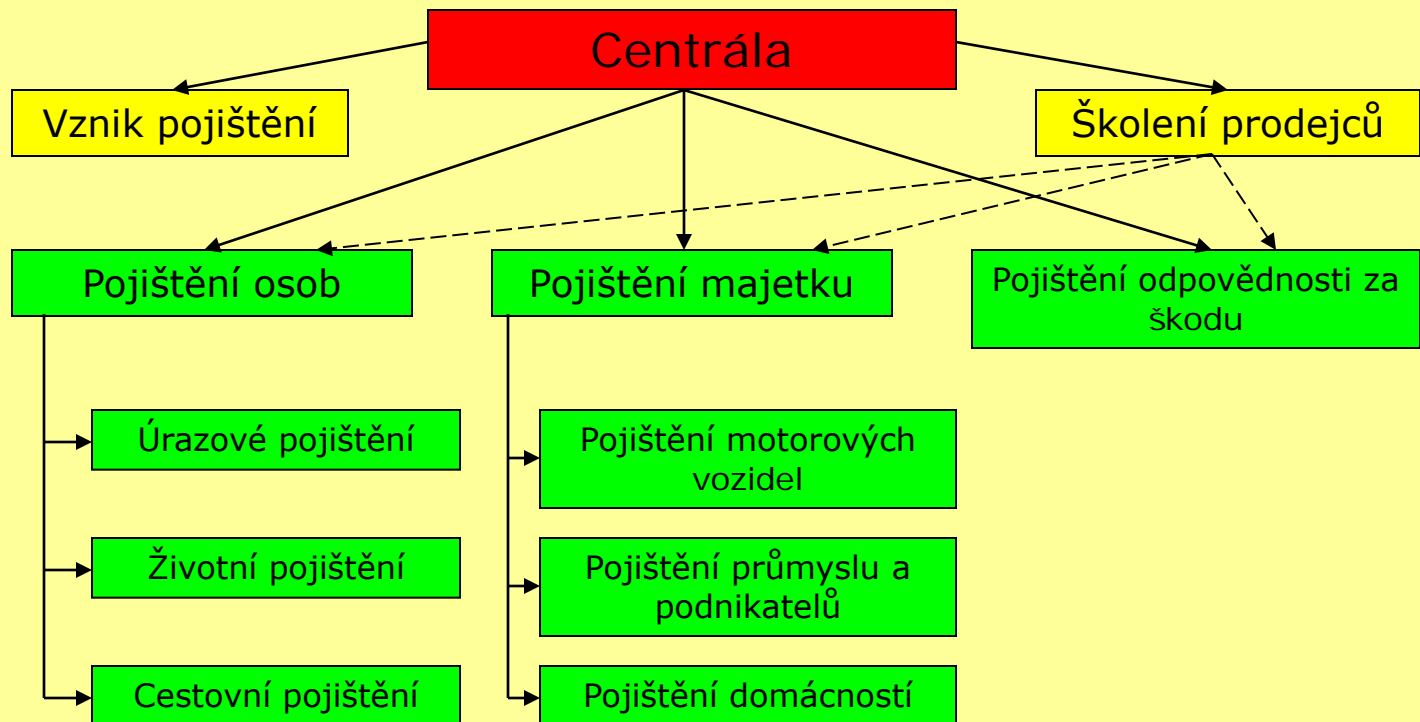 Centrála
Vznik pojištění
Školení prodejců
Pojištění osob
Pojištění majetku
Pojištění odpovědnosti za
škodu
Úrazové pojištění
Pojištění motorových
vozidel
Životní pojištění
Pojištění průmyslu a
podnikatelů
Cestovní pojištění
Pojištění domácností